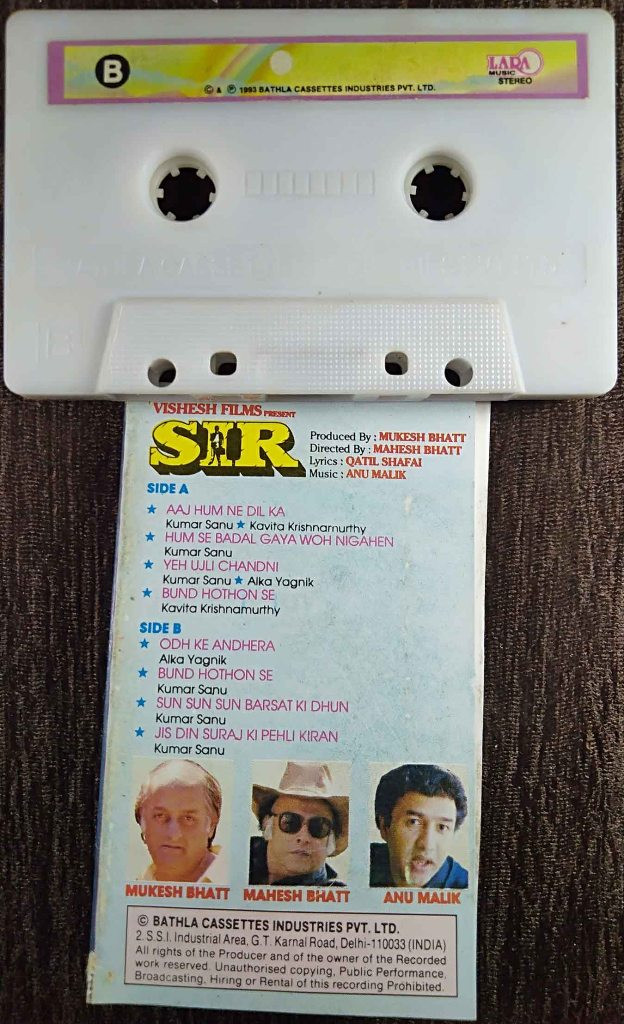 B
© & ℗ 1993 BATHLA CASSETTES INDUSTRIES PVT. LTD.
LARA
MUSIC
STEREO
B
VISHESH FILMS PRESENT
SIR
Produced By : MUKESH BHATT
Directed By : MAHESH BHATT
Lyrics : QATIL SHAFAI
Music : ANU MALIK
SIDE A
★ AAJ HUM NE DIL KA
Kumar Sanu ★ Kavita Krishnamurthy
★ HUM SE BADAL GAYA WOH NIGAHEN
Kumar Sanu
★ YEH UJLI CHANDNI
Kumar Sanu ★ Alka Yagnik
★ BUND HOTHON SE
Kavita Krishnamurthy
SIDE B
★ ODH KE ANDHERA
Alka Yagnik
★ BUND HOTHON SE
Kumar Sanu
★ SUN SUN SUN BARSAT KI DHUN
Kumar Sanu
★ JIS DIN SURAJ KI PEHLI KIRAN
Kumar Sanu
MUKESH BHATT MAHESH BHATT ANU MALIK
© BATHLA CASSETTES INDUSTRIES PVT. LTD.
2. S.S.I. Industrial Area, G.T. Karnal Road, Delhi-110033 (INDIA)
All rights of the Producer and of the owner of the Recorded
work reserved. Unauthorised copying, Public Performance,
Broadcasting, Hiring or Rental of this recording Prohibited.